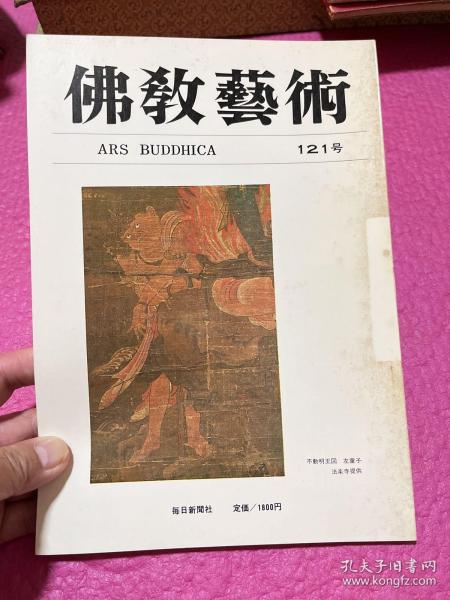 佛教藝術
ARS BUDDHICA 121号
不動明王図 左童子
法楽寺提供
毎日新聞社 定価/1800円
孔夫子旧书网
www.kongfz.com